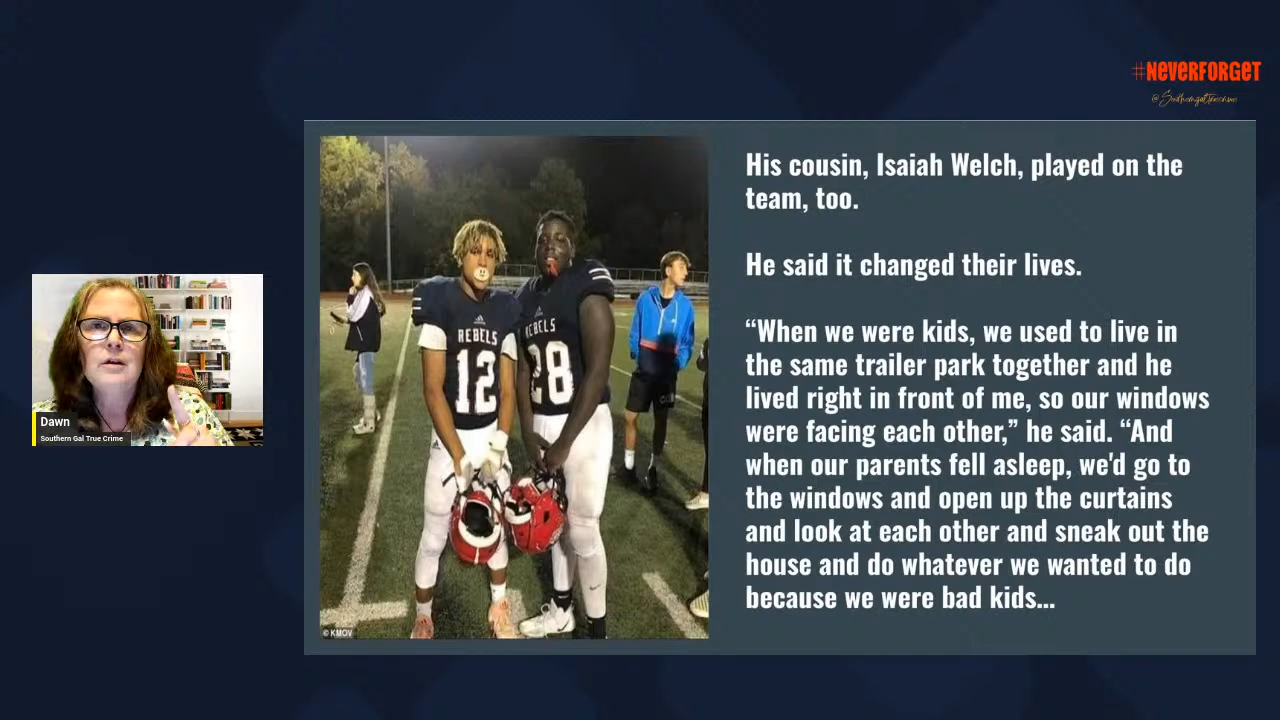 #NEVERFORGET
@Southerngaltruecrime
His cousin, Isaiah Welch, played on the
team, too.
He said it changed their lives.
“When we were kids, we used to live in
the same trailer park together and he
lived right in front of me, so our windows
were facing each other,” he said. “And
when our parents fell asleep, we'd go to
the windows and open up the curtains
and look at each other and sneak out the
house and do whatever we wanted to do
because we were bad kids...
REBELS
12
REBELS
28
© KMOV
Dawn
Southern Gal True Crime